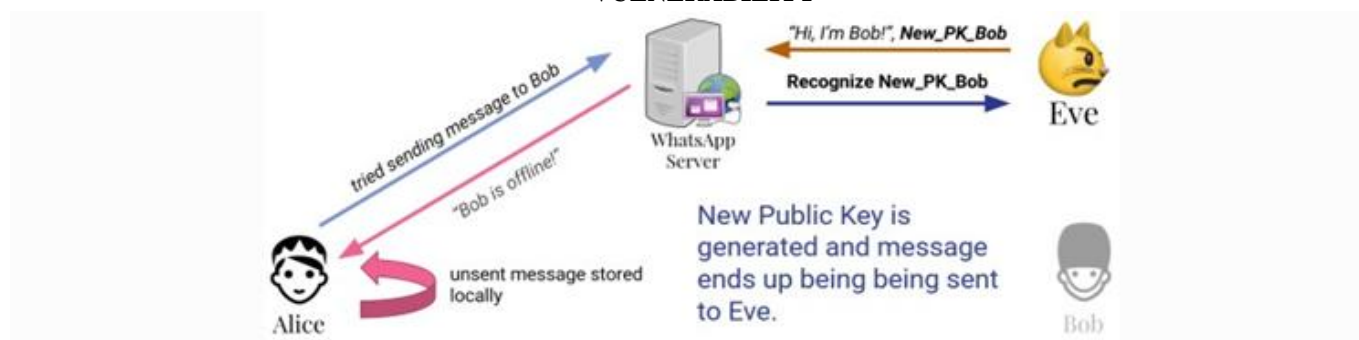 VULNERABILITY
"Hi, I'm Bob!", New_PK_Bob
Recognize New_PK_Bob
Eve
WhatsApp
Server
tried sending message to Bob
"Bob is offline!"
New Public Key is
generated and message
ends up being being sent
to Eve.
unsent message stored
locally
Alice
Bob